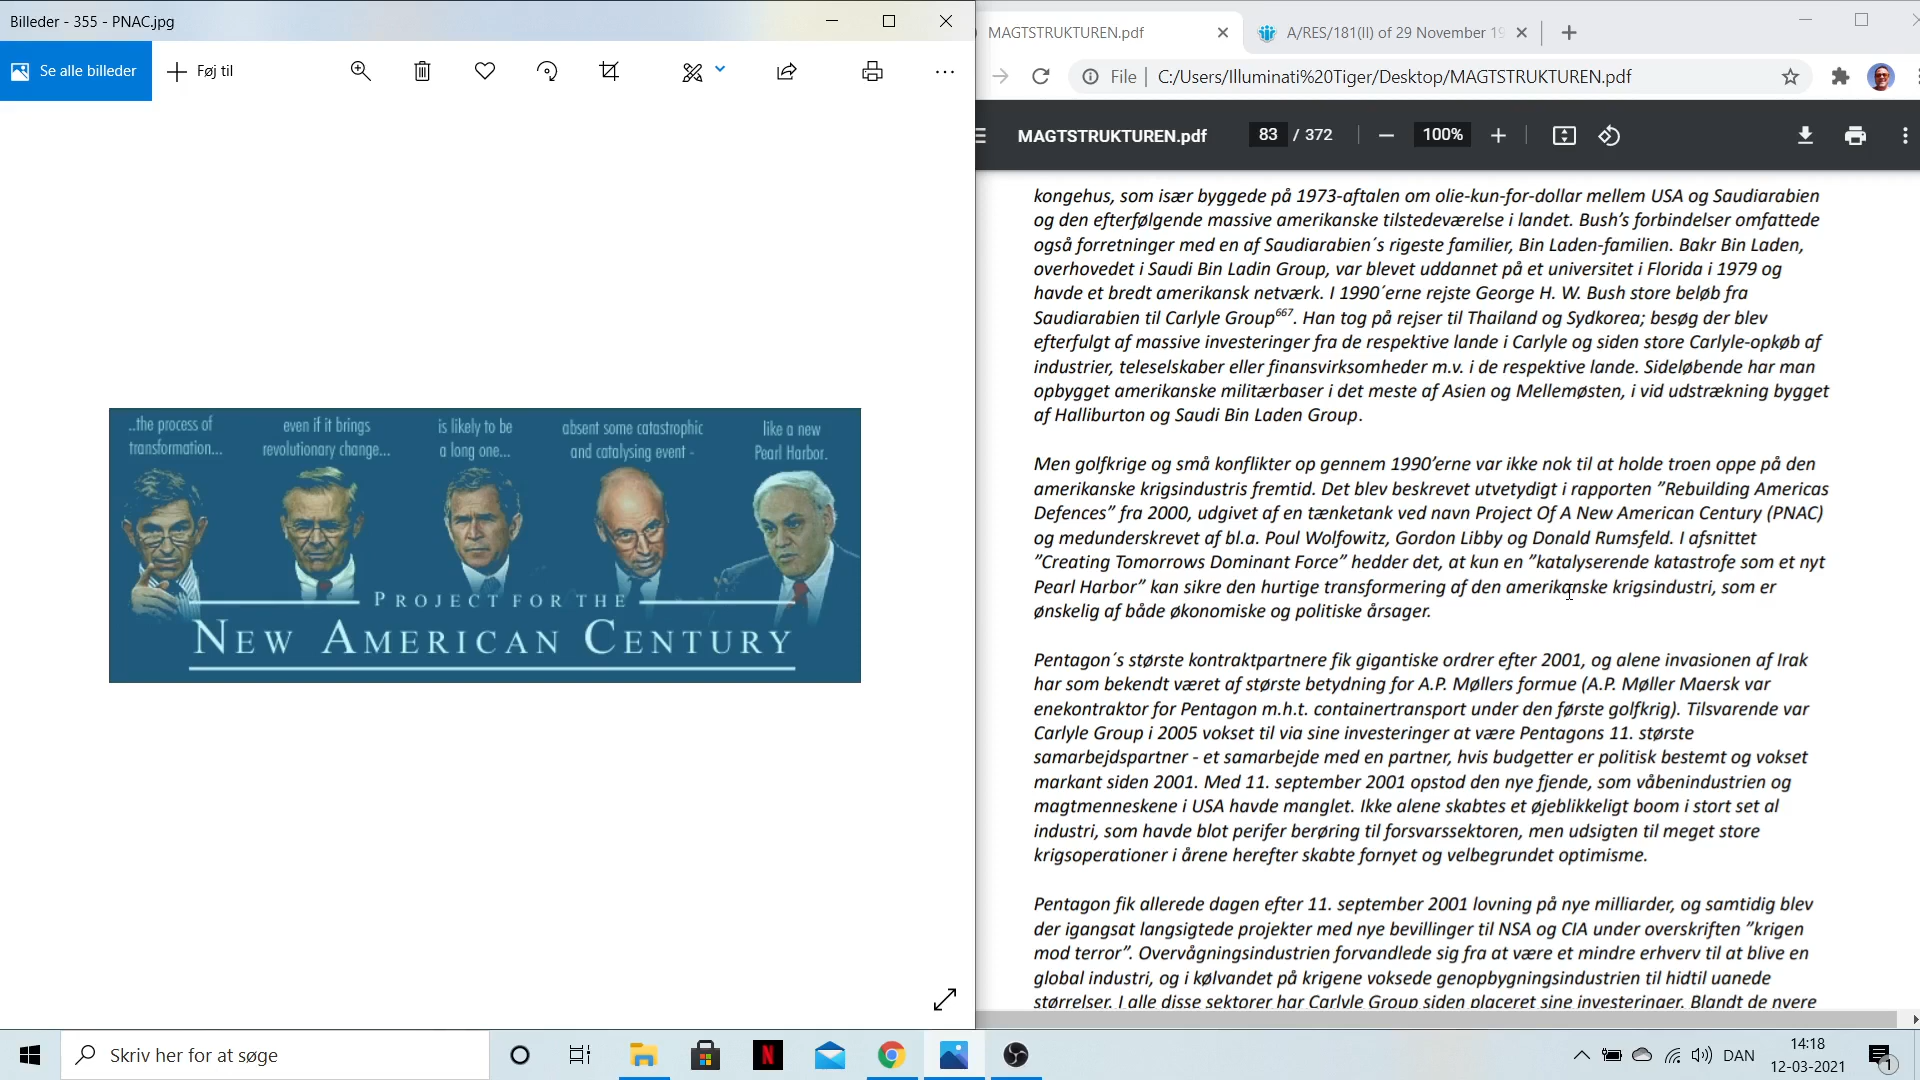 Billeder - 355 - PNAC.jpg
Se alle billeder
Føj til
..the process of
transformation...
even if it brings
revolutionary change...
is likely to be
a long one...
absent some catastrophic
and catalysing event -
like a new
Pearl Harbor.
PROJECT FOR THE
NEW AMERICAN CENTURY
MAGTSTRUKTUREN.pdf
A/RES/181(II) of 29 November 19
File
C:/Users/Illuminati%20Tiger/Desktop/MAGTSTRUKTUREN.pdf
MAGTSTRUKTUREN.pdf
83 / 372
100%
kongehus, som især byggede på 1973-aftalen om olie-kun-for-dollar mellem USA og Saudiarabien
og den efterfølgende massive amerikanske tilstedeværelse i landet. Bush’s forbindelser omfattede
også forretninger med en af Saudiarabien´s rigeste familier, Bin Laden-familien. Bakr Bin Laden,
overhovedet i Saudi Bin Ladin Group, var blevet uddannet på et universitet i Florida i 1979 og
havde et bredt amerikansk netværk. I 1990´erne rejste George H. W. Bush store beløb fra
Saudiarabien til Carlyle Group667. Han tog på rejser til Thailand og Sydkorea; besøg der blev
efterfulgt af massive investeringer fra de respektive lande i Carlyle og siden store Carlyle-opkøb af
industrier, teleselskaber eller finansvirksomheder m.v. i de respektive lande. Sideløbende har man
opbygget amerikanske militærbaser i det meste af Asien og Mellemøsten, i vid udstrækning bygget
af Halliburton og Saudi Bin Laden Group.
Men golfkrige og små konflikter op gennem 1990’erne var ikke nok til at holde troen oppe på den
amerikanske krigsindustris fremtid. Det blev beskrevet utvetydigt i rapporten ”Rebuilding Americas
Defences” fra 2000, udgivet af en tænketank ved navn Project Of A New American Century (PNAC)
og medunderskrevet af bl.a. Poul Wolfowitz, Gordon Libby og Donald Rumsfeld. I afsnittet
”Creating Tomorrows Dominant Force” hedder det, at kun en ”katalyserende katastrofe som et nyt
Pearl Harbor” kan sikre den hurtige transformering af den amerikanske krigsindustri, som er
ønskelig af både økonomiske og politiske årsager.
Pentagon´s største kontraktpartnere fik gigantiske ordrer efter 2001, og alene invasionen af Irak
har som bekendt været af største betydning for A.P. Møllers formue (A.P. Møller Maersk var
enekontraktor for Pentagon m.h.t. containertransport under den første golfkrig). Tilsvarende var
Carlyle Group i 2005 vokset til via sine investeringer at være Pentagons 11. største
samarbejdspartner - et samarbejde med en partner, hvis budgetter er politisk bestemt og vokset
markant siden 2001. Med 11. september 2001 opstod den nye fjende, som våbenindustrien og
magtmenneskene i USA havde manglet. Ikke alene skabtes et øjeblikkeligt boom i stort set al
industri, som havde blot perifer berøring til forsvarssektoren, men udsigten til meget store
krigsoperationer i årene herefter skabte fornyet og velbegrundet optimisme.
Pentagon fik allerede dagen efter 11. september 2001 lovning på nye milliarder, og samtidig blev
der igangsat langsigtede projekter med nye bevillinger til NSA og CIA under overskriften ”krigen
mod terror”. Overvågningsindustrien forvandlede sig fra at være et mindre erhverv til at blive en
global industri, og i kølvandet på krigene voksede genopbygningsindustrien til hidtil uanede
størrelser. I alle disse sektorer har Carlyle Group siden placeret sine investeringer. Blandt de nyere
Skriv her for at søge
DAN
14:18
12-03-2021
1